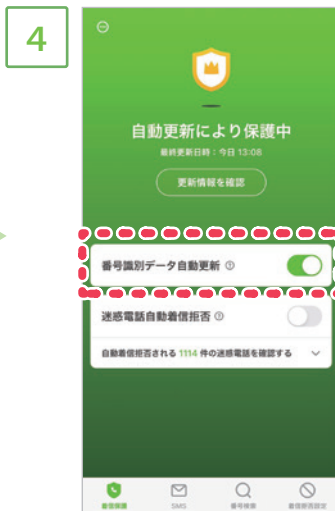 4
自動更新により保護中
最終更新日時：今日 13:08
更新情報を確認
番号識別データ自動更新
迷惑電話自動着信拒否
自動着信拒否される 1114 件の迷惑電話を確認する
着信保護
SMS
番号検索
着信拒否設定